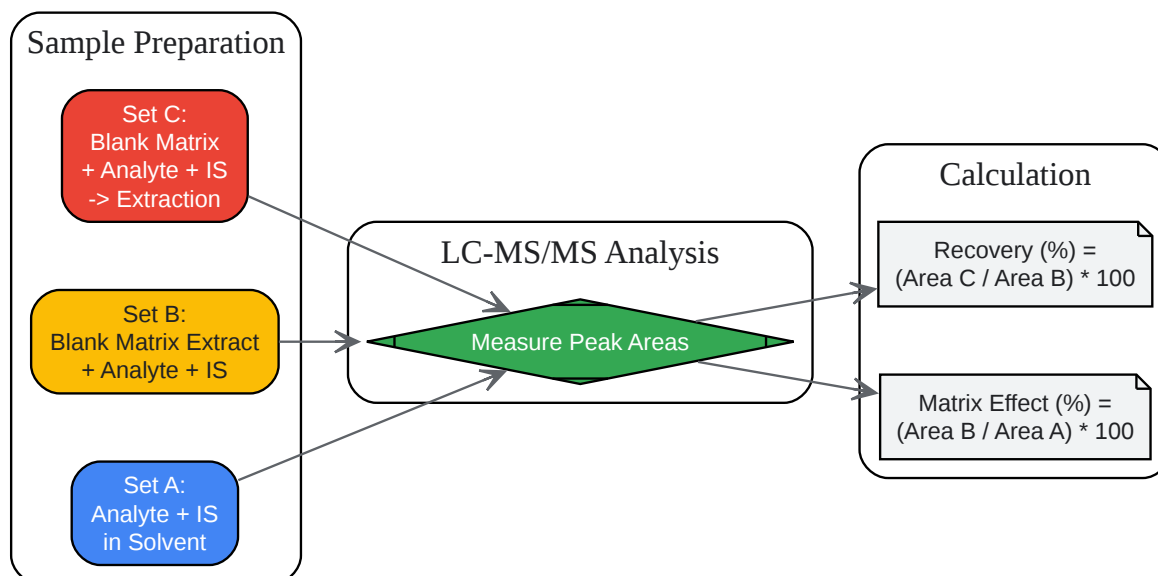 Sample Preparation
Set C:
Blank Matrix
+ Analyte + IS
-> Extraction
Set B:
Blank Matrix Extract
+ Analyte + IS
Set A:
Analyte + IS
in Solvent
LC-MS/MS Analysis
Measure Peak Areas
Calculation
Recovery (%) =
(Area C / Area B) * 100
Matrix Effect (%) =
(Area B / Area A) * 100